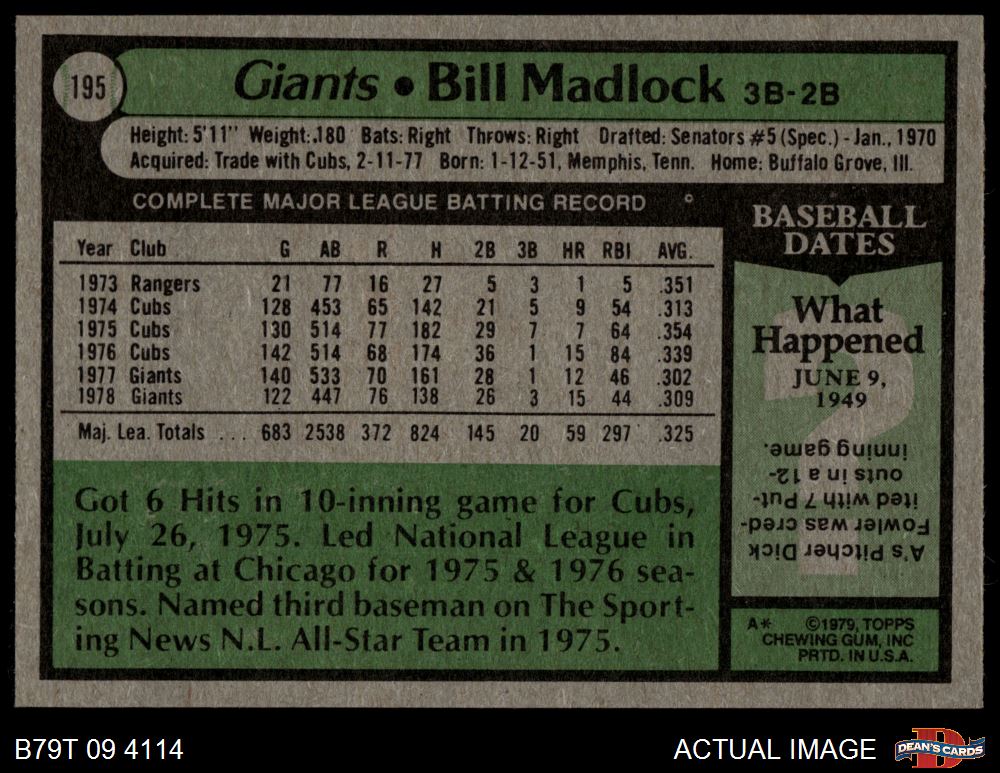 195
Giants • Bill Madlock 3B-2B
Height: 5'11" Weight: 180 Bats: Right Throws: Right Drafted: Senators #5 (Spec.) - Jan., 1970
Acquired: Trade with Cubs, 2-11-77 Born: 1-12-51, Memphis, Tenn. Home: Buffalo Grove, Ill.
COMPLETE MAJOR LEAGUE BATTING RECORD
Year Club G AB R H 2B 3B HR RBI AVG.
1973 Rangers 21 77 16 27 5 3 1 5 .351
1974 Cubs 128 453 65 142 21 5 9 54 .313
1975 Cubs 130 514 77 182 29 7 7 64 .354
1976 Cubs 142 514 68 174 36 1 15 84 .339
1977 Giants 140 533 70 161 28 1 12 46 .302
1978 Giants 122 447 76 138 26 3 15 44 .309
Maj. Lea. Totals ... 683 2538 372 824 145 20 59 297 .325
Got 6 Hits in 10-inning game for Cubs,
July 26, 1975. Led National League in
Batting at Chicago for 1975 & 1976 sea-
sons. Named third baseman on The Sport-
ing News N.L. All-Star Team in 1975.
BASEBALL
DATES
What
Happened
JUNE 9,
1949
A's Pitcher Dick
Fowler was cred-
ited with 7 Put-
outs in a 12-
inning game.
A* ©1979, TOPPS
CHEWING GUM, INC
PRTD. IN U.S.A.
B79T 09 4114
ACTUAL IMAGE
DEAN'S CARDS